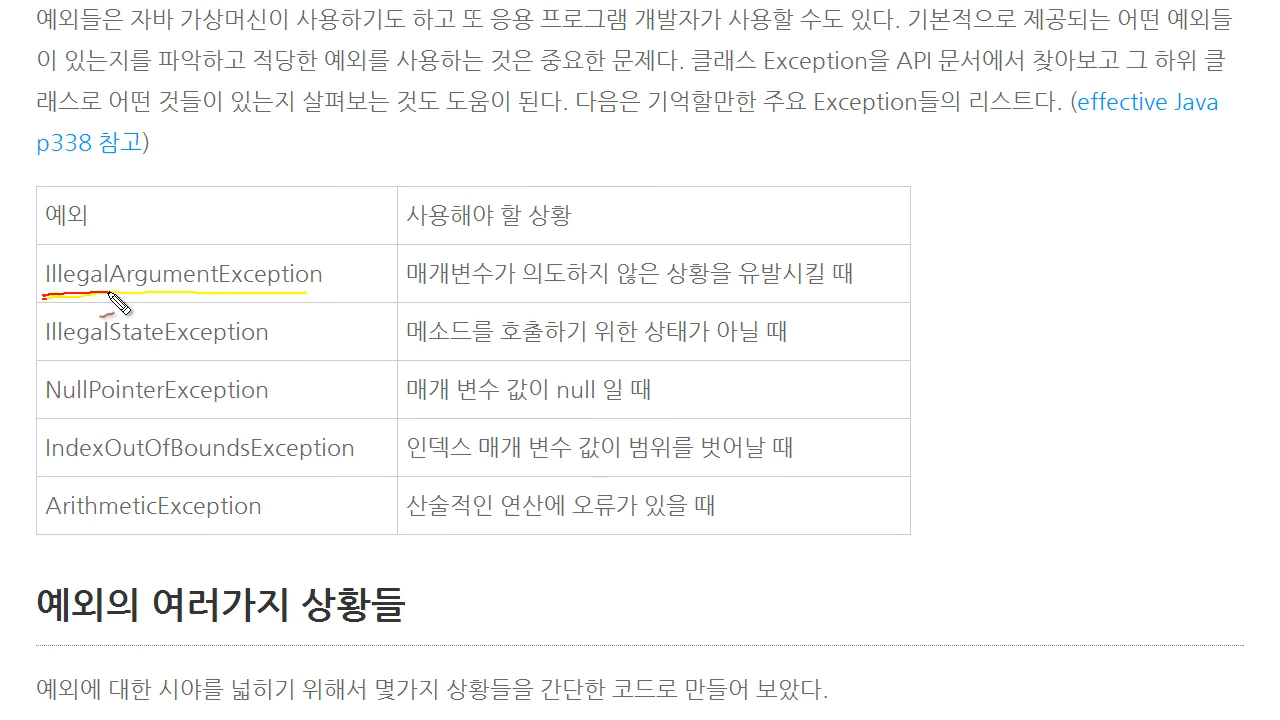 예외들은 자바 가상머신이 사용하기도 하고 또 응용 프로그램 개발자가 사용할 수도 있다. 기본적으로 제공되는 어떤 예외들
이 있는지를 파악하고 적당한 예외를 사용하는 것은 중요한 문제다. 클래스 Exception을 API 문서에서 찾아보고 그 하위 클
래스로 어떤 것들이 있는지 살펴보는 것도 도움이 된다. 다음은 기억할만한 주요 Exception들의 리스트다. (effective Java
p338 참고)
예외 사용해야 할 상황
IllegalArgumentException 매개변수가 의도하지 않은 상황을 유발시킬 때
IllegalStateException 메소드를 호출하기 위한 상태가 아닐 때
NullPointerException 매개 변수 값이 null 일 때
IndexOutOfBoundsException 인덱스 매개 변수 값이 범위를 벗어날 때
ArithmeticException 산술적인 연산에 오류가 있을 때
예외의 여러가지 상황들
예외에 대한 시야를 넓히기 위해서 몇가지 상황들을 간단한 코드로 만들어 보았다.